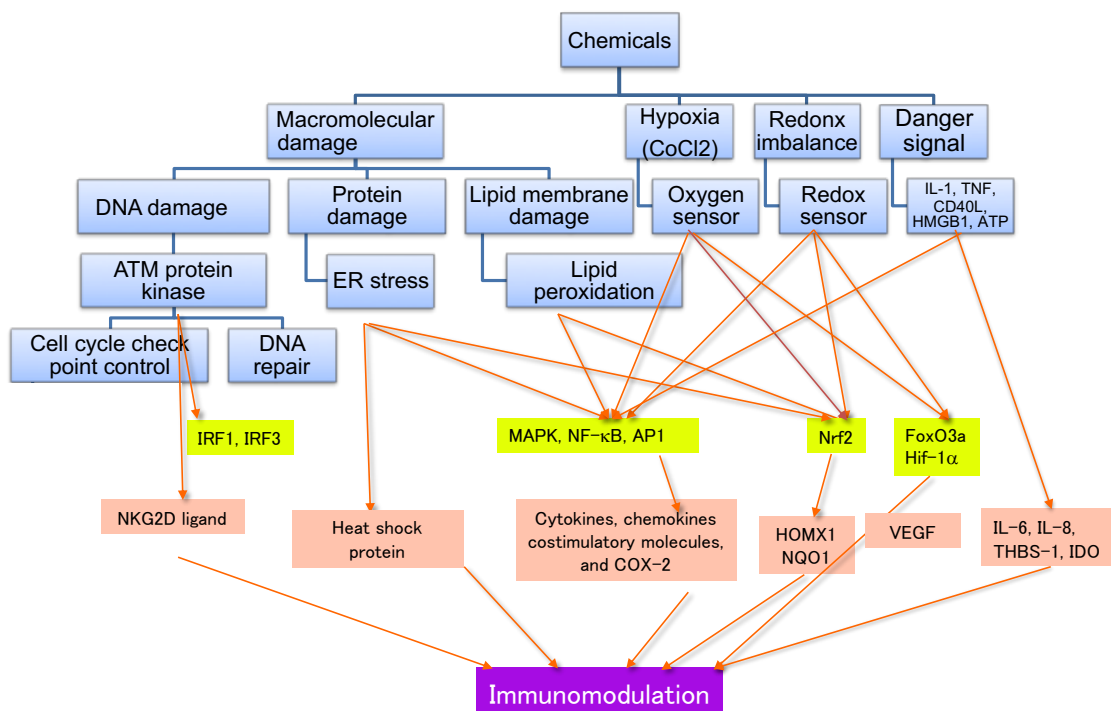 Chemicals
Macromolecular
damage
Hypoxia
(CoCl2)
Redonx
imbalance
Danger
signal
DNA damage
Protein
damage
Lipid membrane
damage
Oxygen
sensor
Redox
sensor
IL-1, TNF,
CD40L,
HMGB1, ATP
ATM protein
kinase
ER stress
Lipid
peroxidation
Cell cycle check
point control
DNA
repair
IRF1, IRF3
MAPK, NF-κB, AP1
Nrf2
FoxO3a
Hif-1α
NKG2D ligand
Heat shock
protein
Cytokines, chemokines
costimulatory molecules,
and COX-2
HOMX1
NQO1
VEGF
IL-6, IL-8,
THBS-1, IDO
Immunomodulation